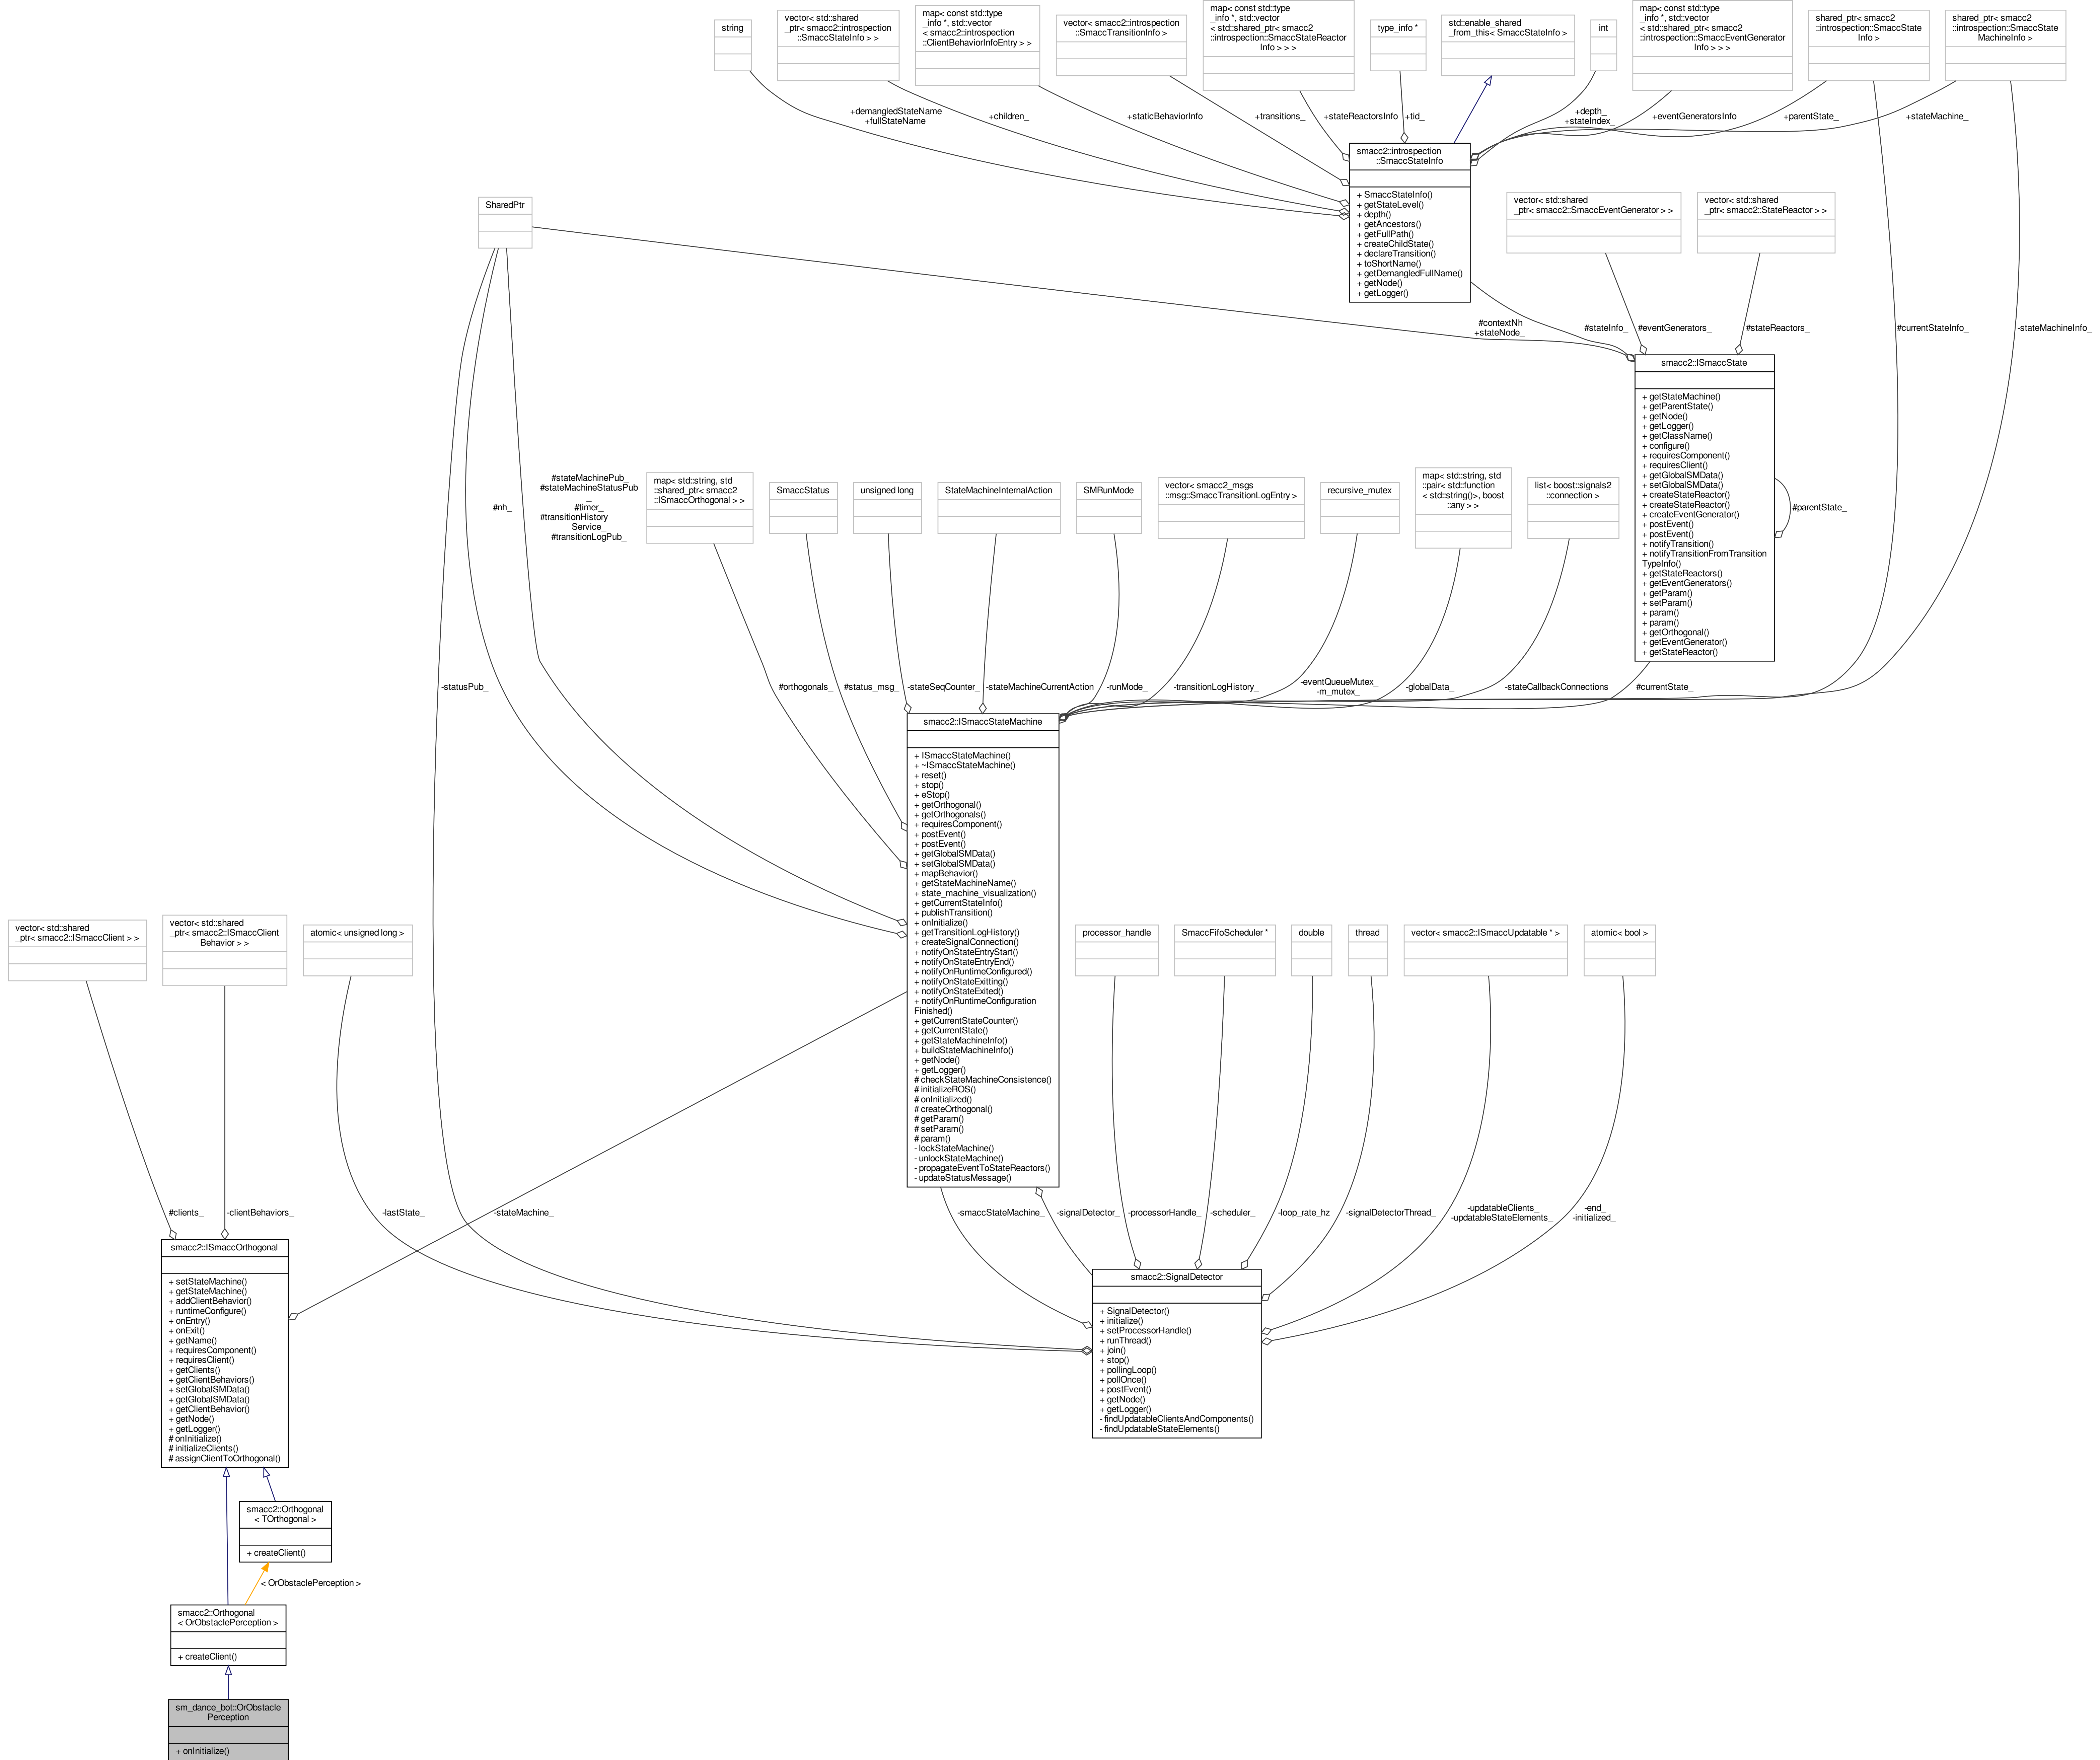 string
vector< std::shared
_ptr< smacc2::introspection
::SmaccStateInfo > >
map< const std::type
_info *, std::vector
< smacc2::introspection
::ClientBehaviorInfoEntry > >
vector< smacc2::introspection
::SmaccTransitionInfo >
map< const std::type
_info *, std::vector
< std::shared_ptr< smacc2
::introspection::SmaccStateReactor
Info > > >
type_info *
std::enable_shared
_from_this< SmaccStateInfo >
int
map< const std::type
_info *, std::vector
< std::shared_ptr< smacc2
::introspection::SmaccEventGenerator
Info > > >
shared_ptr< smacc2
::introspection::SmaccState
Info >
shared_ptr< smacc2
::introspection::SmaccState
MachineInfo >
+demangledStateName
+fullStateName
+children_
+staticBehaviorInfo
+transitions_
+stateReactorsInfo
+tid_
+depth_
+stateIndex_
+eventGeneratorsInfo
+parentState_
+stateMachine_
smacc2::introspection
::SmaccStateInfo
+ SmaccStateInfo()
+ getStateLevel()
+ depth()
+ getAncestors()
+ getFullPath()
+ createChildState()
+ declareTransition()
+ toShortName()
+ getDemangledFullName()
+ getNode()
+ getLogger()
SharedPtr
vector< std::shared
_ptr< smacc2::SmaccEventGenerator > >
vector< std::shared
_ptr< smacc2::StateReactor > >
#contextNh
+stateNode_
#stateInfo_
#eventGenerators_
#stateReactors_
#currentStateInfo_
-stateMachineInfo_
smacc2::ISmaccState
+ getStateMachine()
+ getParentState()
+ getNode()
+ getLogger()
+ getClassName()
+ configure()
+ requiresComponent()
+ requiresClient()
+ getGlobalSMData()
+ setGlobalSMData()
+ createStateReactor()
+ createStateReactor()
+ createEventGenerator()
+ postEvent()
+ postEvent()
+ notifyTransition()
+ notifyTransitionFromTransition
TypeInfo()
+ getStateReactors()
+ getEventGenerators()
+ getParam()
+ setParam()
+ param()
+ param()
+ getOrthogonal()
+ getEventGenerator()
+ getStateReactor()
#parentState_
#nh_
#stateMachinePub_
#stateMachineStatusPub
_
#timer_
#transitionHistory
Service_
#transitionLogPub_
map< std::string, std
::shared_ptr< smacc2
::ISmaccOrthogonal > >
SmaccStatus
unsigned long
StateMachineInternalAction
SMRunMode
vector< smacc2_msgs
::msg::SmaccTransitionLogEntry >
recursive_mutex
map< std::string, std
::pair< std::function
< std::string()>, boost
::any > >
list< boost::signals2
::connection >
-statusPub_
#orthogonals_
#status_msg_
-stateSeqCounter_
-stateMachineCurrentAction
-runMode_
-transitionLogHistory_
-eventQueueMutex_
-m_mutex_
-globalData_
-stateCallbackConnections
#currentState_
smacc2::ISmaccStateMachine
+ ISmaccStateMachine()
+ ~ISmaccStateMachine()
+ reset()
+ stop()
+ eStop()
+ getOrthogonal()
+ getOrthogonals()
+ requiresComponent()
+ postEvent()
+ postEvent()
+ getGlobalSMData()
+ setGlobalSMData()
+ mapBehavior()
+ getStateMachineName()
+ state_machine_visualization()
+ getCurrentStateInfo()
+ publishTransition()
+ onInitialize()
+ getTransitionLogHistory()
+ createSignalConnection()
+ notifyOnStateEntryStart()
+ notifyOnStateEntryEnd()
+ notifyOnRuntimeConfigured()
+ notifyOnStateExitting()
+ notifyOnStateExited()
+ notifyOnRuntimeConfiguration
Finished()
+ getCurrentStateCounter()
+ getCurrentState()
+ getStateMachineInfo()
+ buildStateMachineInfo()
+ getNode()
+ getLogger()
# checkStateMachineConsistence()
# initializeROS()
# onInitialized()
# createOrthogonal()
# getParam()
# setParam()
# param()
- lockStateMachine()
- unlockStateMachine()
- propagateEventToStateReactors()
- updateStatusMessage()
vector< std::shared
_ptr< smacc2::ISmaccClient > >
vector< std::shared
_ptr< smacc2::ISmaccClient
Behavior > >
atomic< unsigned long >
processor_handle
SmaccFifoScheduler *
double
thread
vector< smacc2::ISmaccUpdatable * >
atomic< bool >
#clients_
-clientBehaviors_
-lastState_
-stateMachine_
-smaccStateMachine_
-signalDetector_
-processorHandle_
-scheduler_
-loop_rate_hz
-signalDetectorThread_
-updatableClients_
-updatableStateElements_
-end_
-initialized_
smacc2::ISmaccOrthogonal
+ setStateMachine()
+ getStateMachine()
+ addClientBehavior()
+ runtimeConfigure()
+ onEntry()
+ onExit()
+ getName()
+ requiresComponent()
+ requiresClient()
+ getClients()
+ getClientBehaviors()
+ setGlobalSMData()
+ getGlobalSMData()
+ getClientBehavior()
+ getNode()
+ getLogger()
# onInitialize()
# initializeClients()
# assignClientToOrthogonal()
smacc2::SignalDetector
+ SignalDetector()
+ initialize()
+ setProcessorHandle()
+ runThread()
+ join()
+ stop()
+ pollingLoop()
+ pollOnce()
+ postEvent()
+ getNode()
+ getLogger()
- findUpdatableClientsAndComponents()
- findUpdatableStateElements()
smacc2::Orthogonal
< TOrthogonal >
+ createClient()
< OrObstaclePerception >
smacc2::Orthogonal
< OrObstaclePerception >
+ createClient()
sm_dance_bot::OrObstacle
Perception
+ onInitialize()